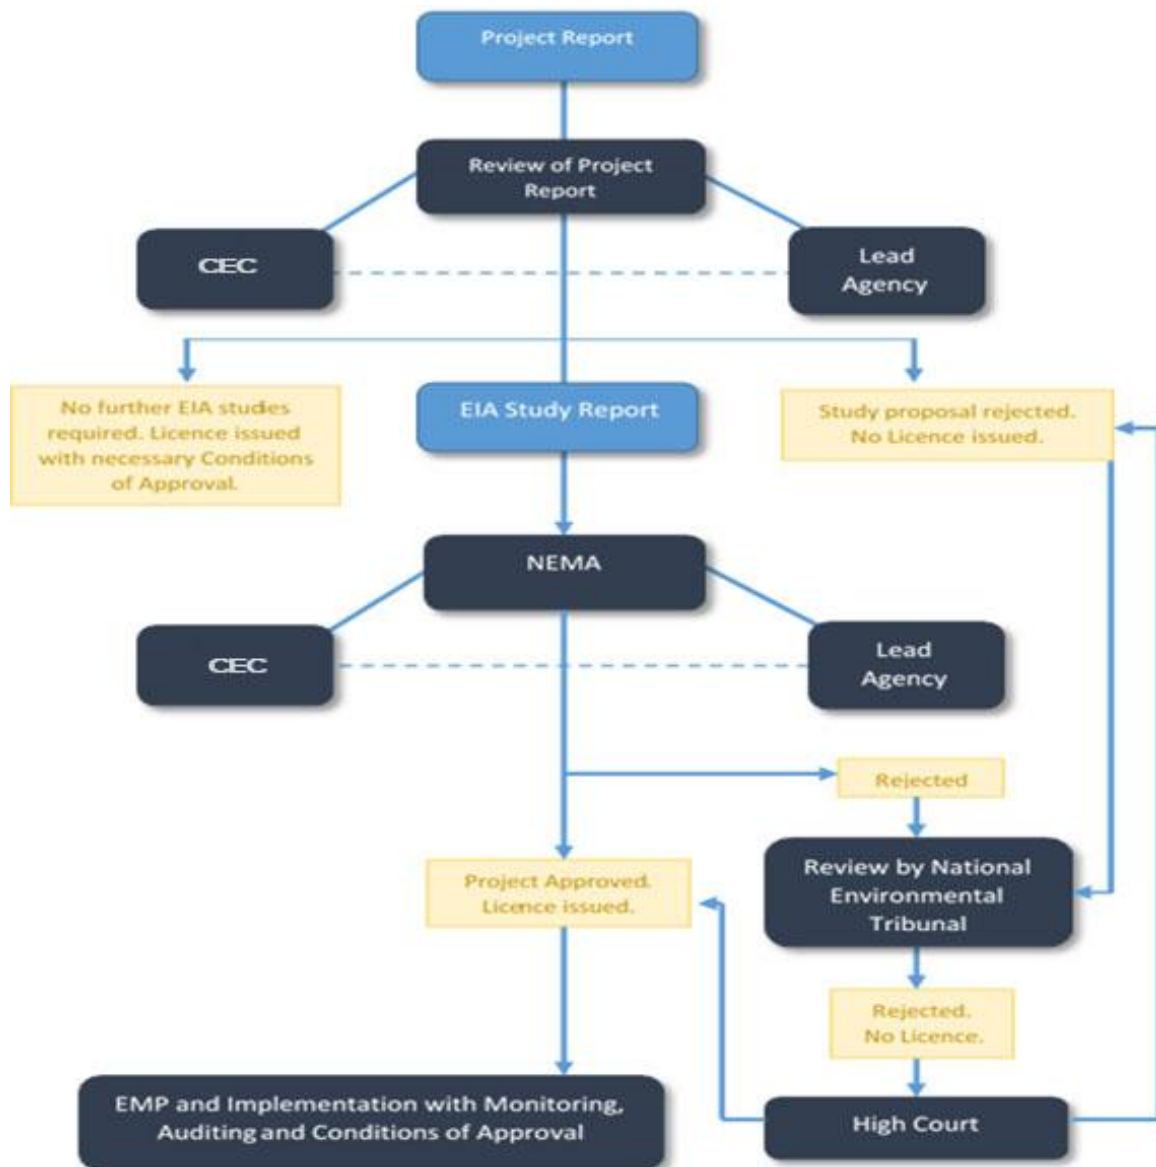 Project Report
Review of Project
Report
CEC
Lead
Agency
No further EIA studies
required. Licence issued
with necessary Conditions
of Approval.
EIA Study Report
Study proposal rejected.
No Licence issued.
NEMA
CEC
Lead
Agency
Rejected
Review by National
Environmental
Tribunal
Project Approved.
Licence issued.
Rejected.
No Licence.
EMP and Implementation with Monitoring,
Auditing and Conditions of Approval
High Court